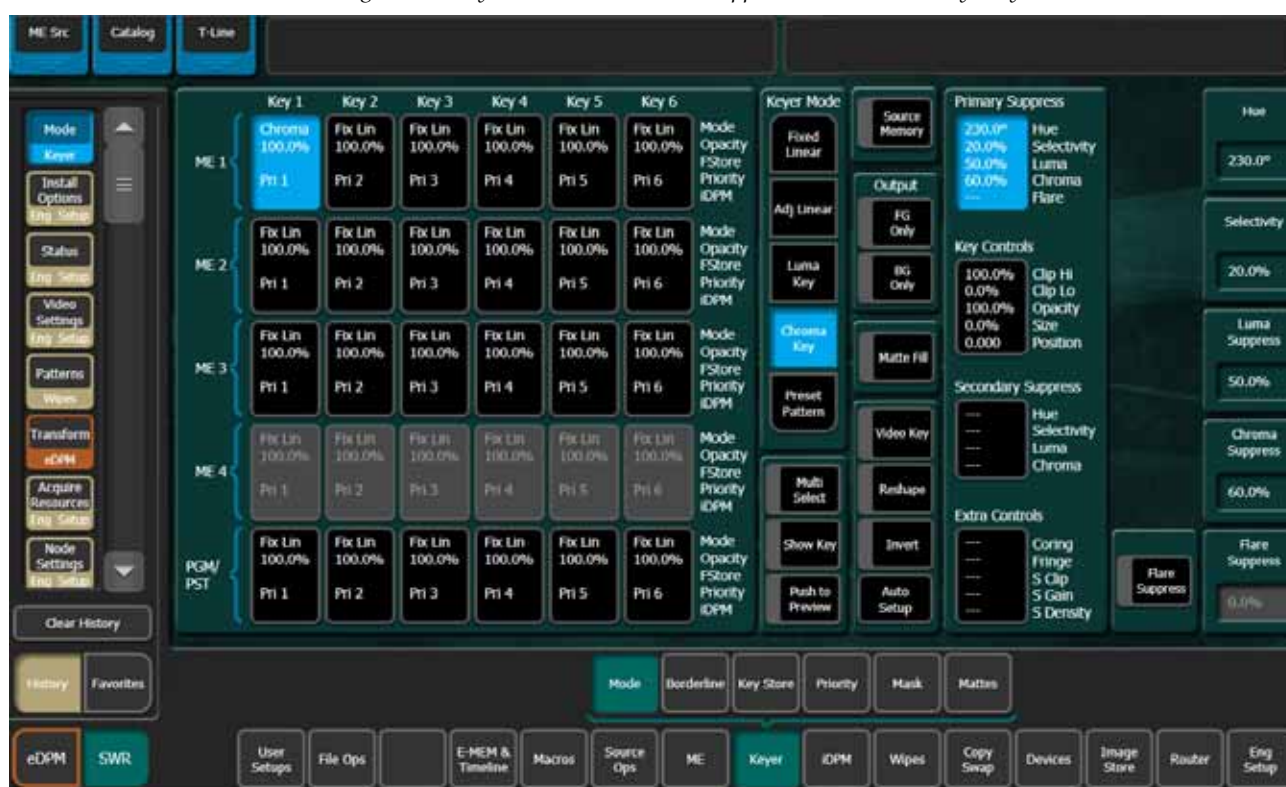 ME Src
Catalog
T-Line
Mode
Keyer
Install
Options
Eng Setup
Status
Eng Setup
Video
Settings
Eng Setup
Patterns
Wipes
Transform
eDPM
Acquire
Resources
Eng Setup
Node
Settings
Eng Setup
Clear History
History
Favorites
eDPM
SWR
Key 1 Key 2 Key 3 Key 4 Key 5 Key 6
ME 1
Chroma Fix Lin Fix Lin Fix Lin Fix Lin Fix Lin Mode
100.0% 100.0% 100.0% 100.0% 100.0% 100.0% Opacity
FStore
Pri 1 Pri 2 Pri 3 Pri 4 Pri 5 Pri 6 Priority
iDPM
ME 2
Fix Lin Fix Lin Fix Lin Fix Lin Fix Lin Fix Lin Mode
100.0% 100.0% 100.0% 100.0% 100.0% 100.0% Opacity
FStore
Pri 1 Pri 2 Pri 3 Pri 4 Pri 5 Pri 6 Priority
iDPM
ME 3
Fix Lin Fix Lin Fix Lin Fix Lin Fix Lin Fix Lin Mode
100.0% 100.0% 100.0% 100.0% 100.0% 100.0% Opacity
FStore
Pri 1 Pri 2 Pri 3 Pri 4 Pri 5 Pri 6 Priority
iDPM
ME 4
Fix Lin Fix Lin Fix Lin Fix Lin Fix Lin Fix Lin Mode
100.0% 100.0% 100.0% 100.0% 100.0% 100.0% Opacity
FStore
Pri 1 Pri 2 Pri 3 Pri 4 Pri 5 Pri 6 Priority
iDPM
PGM/
PST
Fix Lin Fix Lin Fix Lin Fix Lin Fix Lin Fix Lin Mode
100.0% 100.0% 100.0% 100.0% 100.0% 100.0% Opacity
FStore
Pri 1 Pri 2 Pri 3 Pri 4 Pri 5 Pri 6 Priority
iDPM
Keyer Mode
Fixed
Linear
Adj Linear
Luma
Key
Chroma
Key
Preset
Pattern
Multi
Select
Show Key
Push to
Preview
Source
Memory
Output
FG
Only
BG
Only
Matte Fill
Video Key
Reshape
Invert
Auto
Setup
Primary Suppress
230.0° Hue
20.0% Selectivity
50.0% Luma
60.0% Chroma
--- Flare
Key Controls
100.0% Clip Hi
0.0% Clip Lo
100.0% Opacity
0.0% Size
0.000 Position
Secondary Suppress
--- Hue
--- Selectivity
--- Luma
--- Chroma
Extra Controls
--- Coring
--- Fringe
--- S Clip
--- S Gain
--- S Density
Flare
Suppress
Hue
230.0°
Selectivity
20.0%
Luma
Suppress
50.0%
Chroma
Suppress
60.0%
Flare
Suppress
0.0%
Mode
Borderline
Key Store
Priority
Mask
Mattes
User
Setups
File Ops
E-MEM &
Timeline
Macros
Source
Ops
ME
Keyer
iDPM
Wipes
Copy
Swap
Devices
Image
Store
Router
Eng
Setup